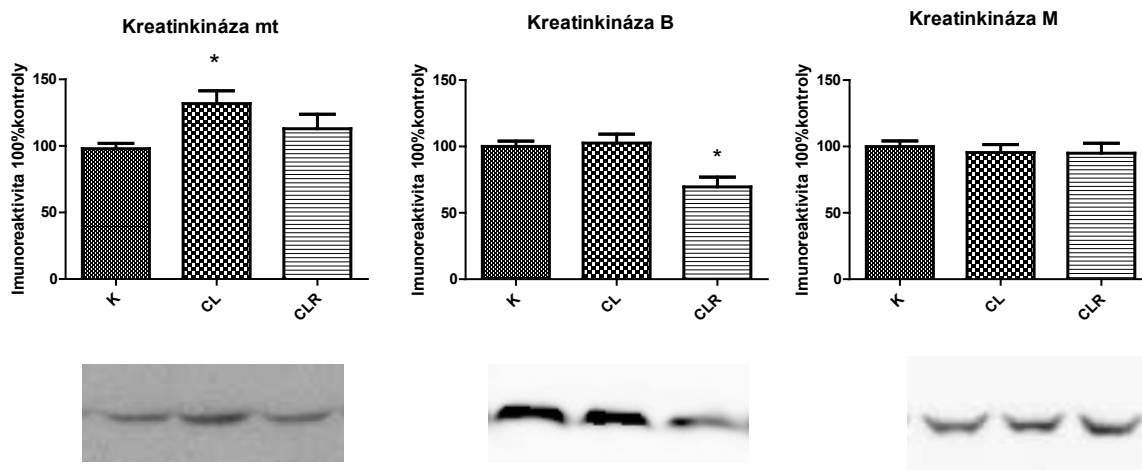 Kreatinkináza mt
*
Imunoreaktivita 100%kontroly
150
100
50
0
K
CL
CLR
Kreatinkináza B
*
Imunoreaktivita 100%kontroly
150
100
50
0
K
CL
CLR
Kreatinkináza M
Imunoreaktivita 100%kontroly
150
100
50
0
K
CL
CLR